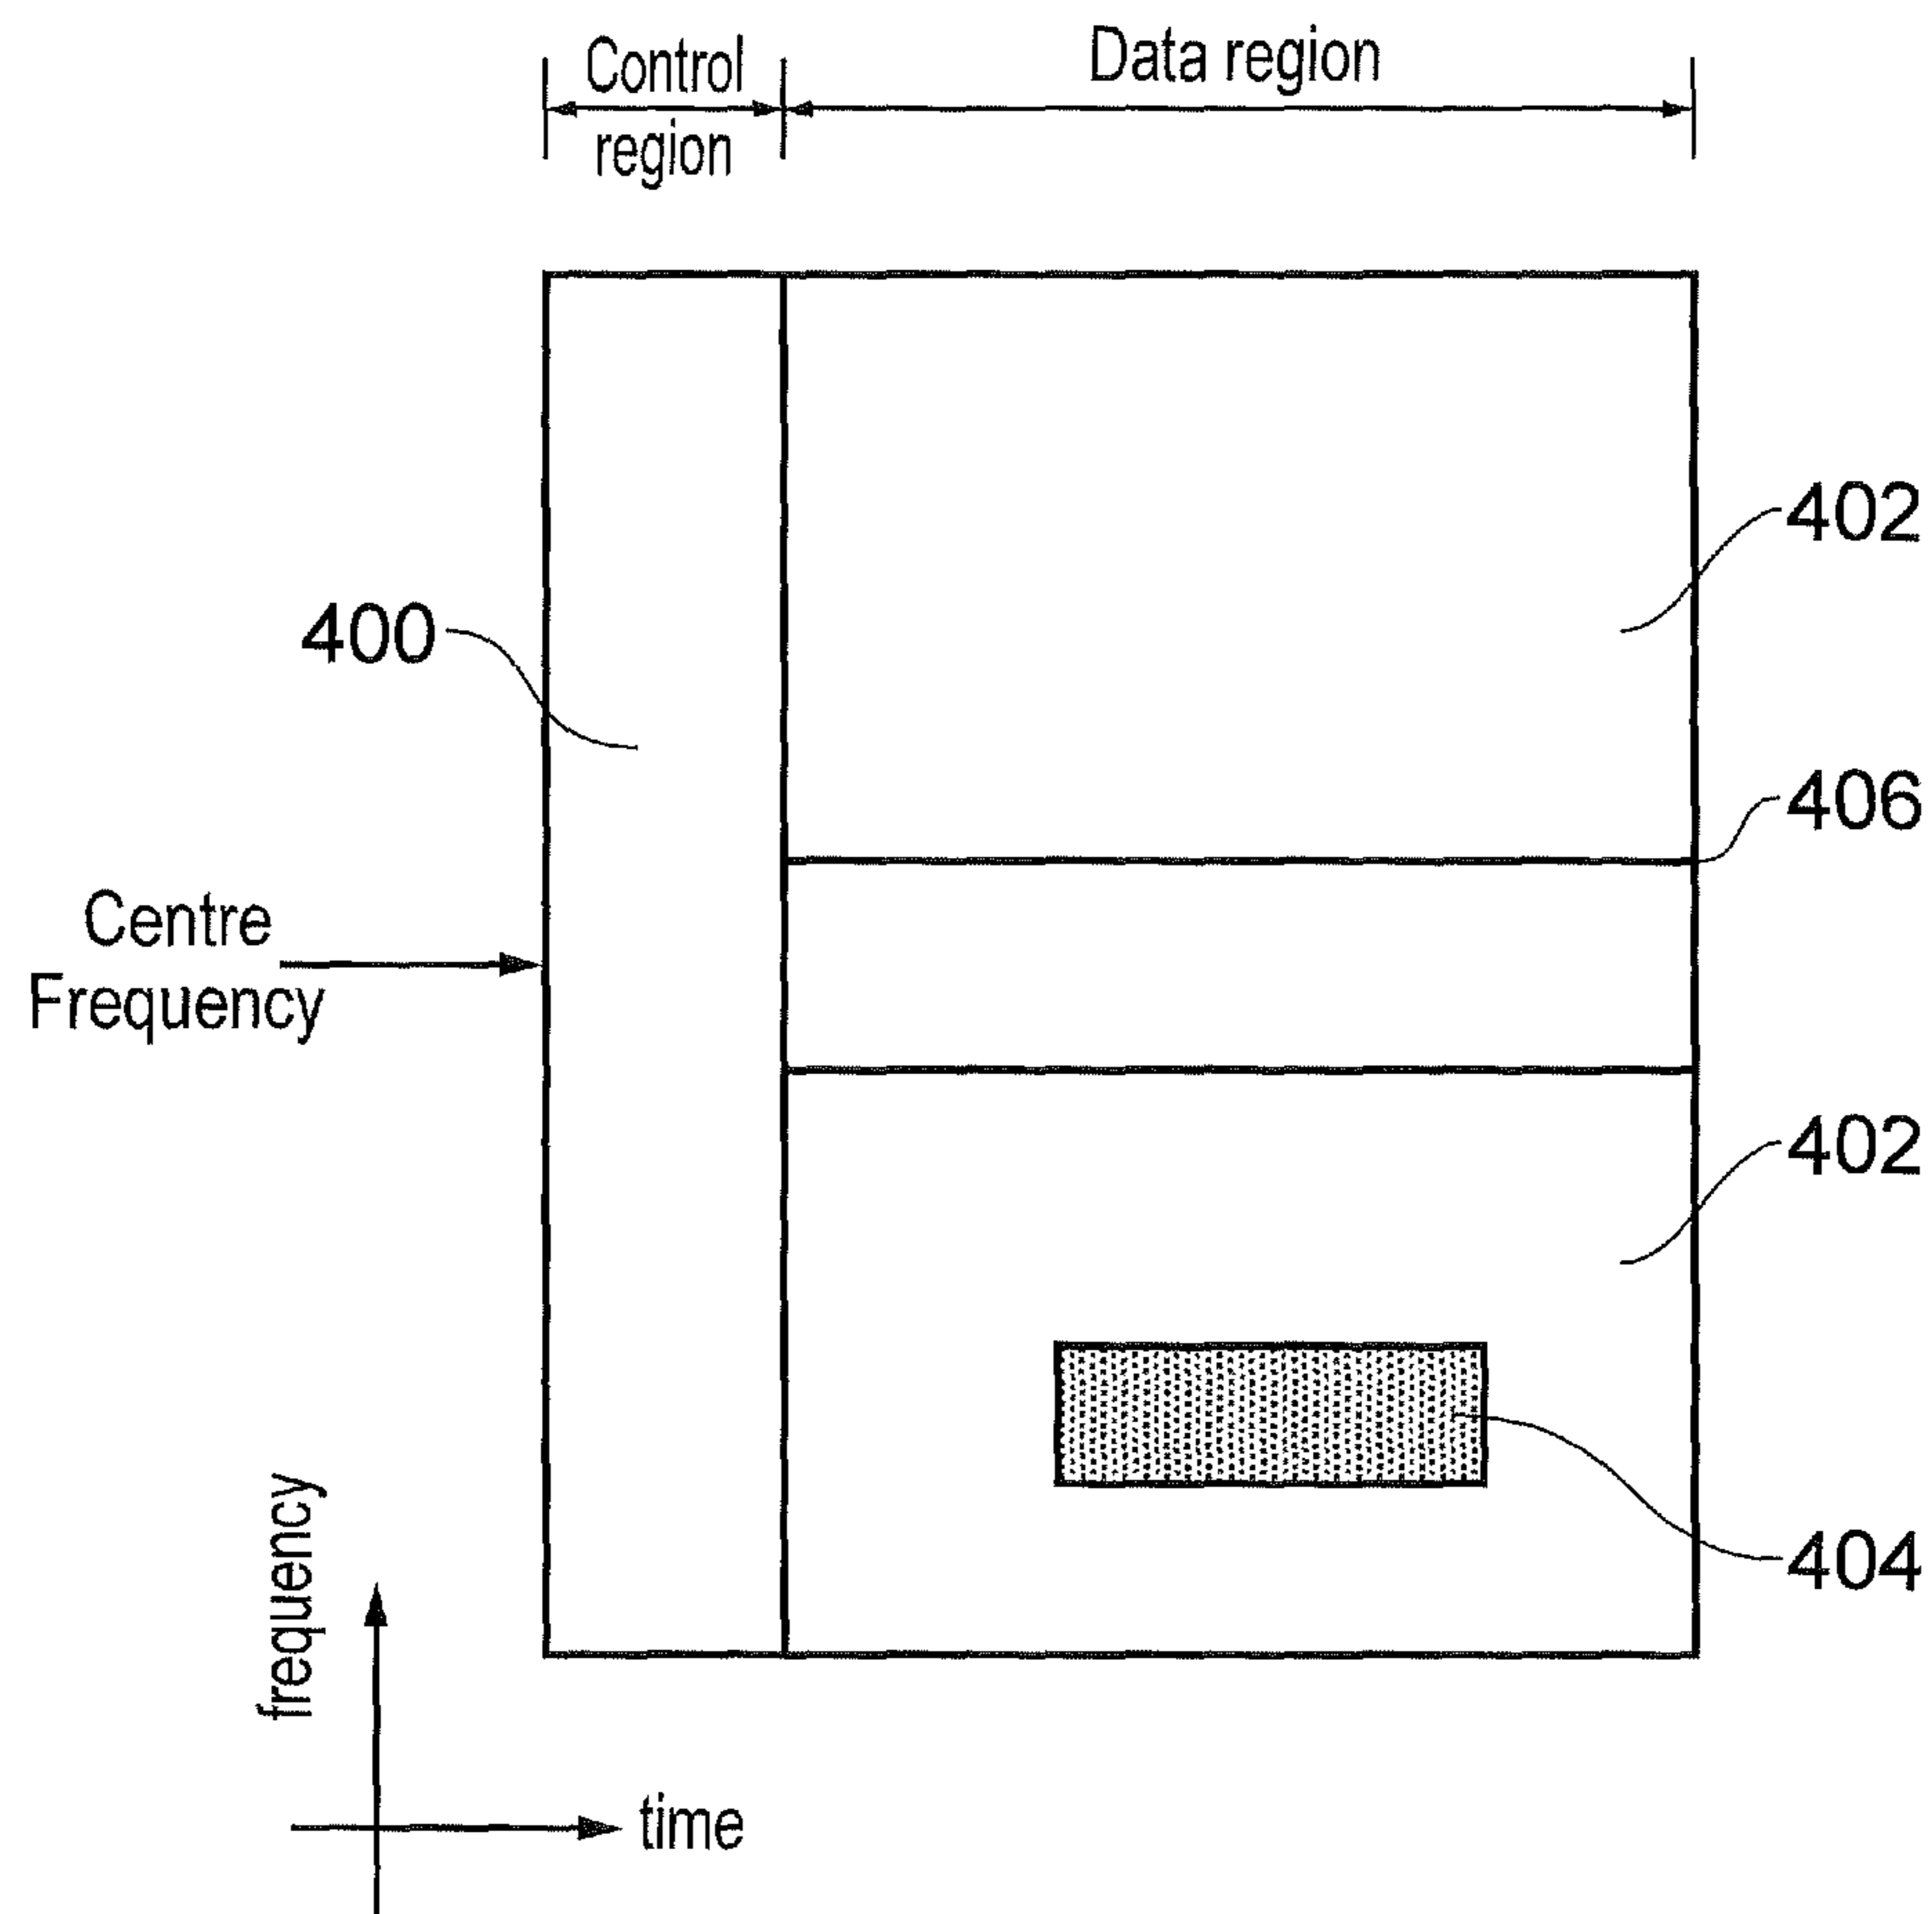 Control
region
Data region
402
400
406
Centre
Frequency
402
404
frequency
time